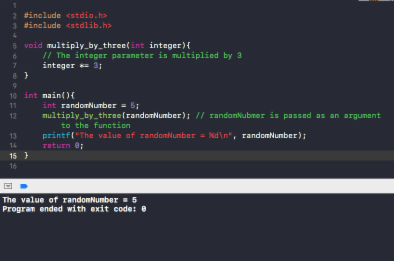 1
2 #include <stdio.h>
3 #include <stdlib.h>
4
5 void multiply_by_three(int integer){
6 // The integer parameter is multiplied by 3
7 integer *= 3;
8 }
9
10 int main(){
11 int randomNumber = 5;
12 multiply_by_three(randomNumber); // randomNubmer is passed as an argument
to the function
13 printf("The value of randomNumber = %d\n", randomNumber);
14 return 0;
15 }
16
The value of randomNumber = 5
Program ended with exit code: 0